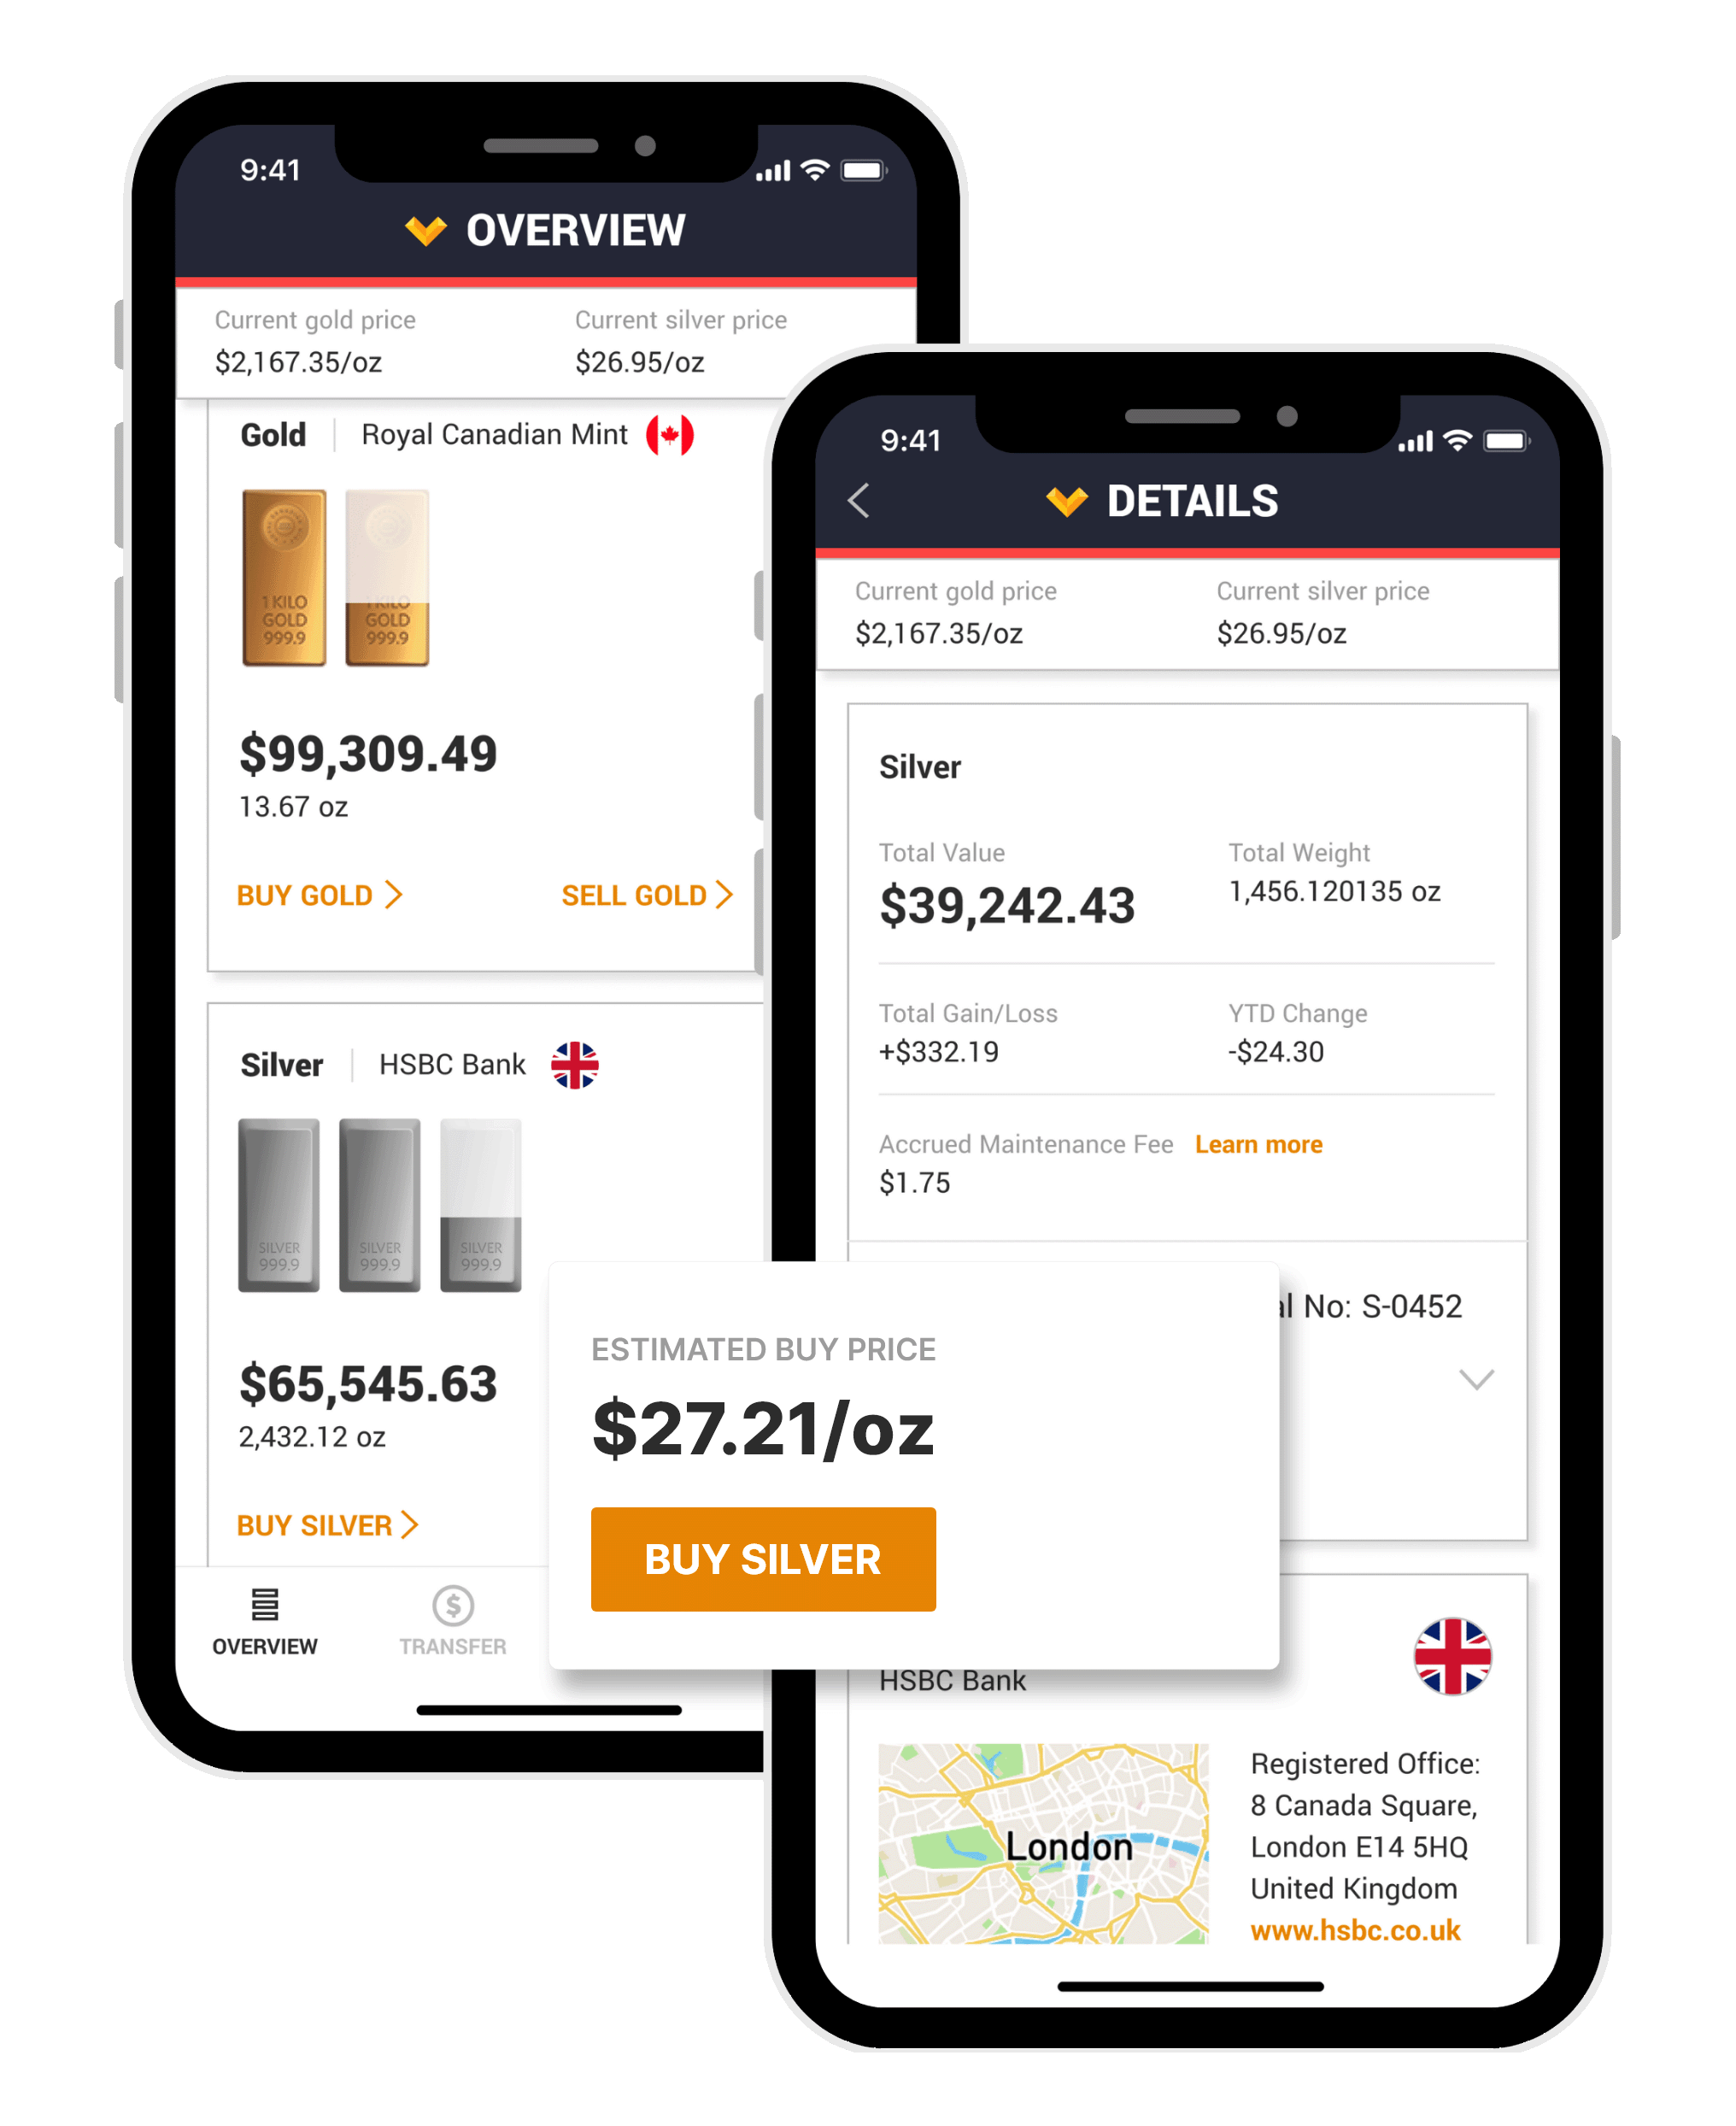 9:41
OVERVIEW
Current gold price
Current silver price
$2,167.35/oz
$26.95/oz
Gold
Royal Canadian Mint
1 KILO
GOLD
999.9
1 KILO
GOLD
999.9
$99,309.49
13.67 oz
BUY GOLD
SELL GOLD
Silver
HSBC Bank
SILVER
999.9
SILVER
999.9
SILVER
999.9
$65,545.63
2,432.12 oz
BUY SILVER
OVERVIEW
TRANSFER
9:41
DETAILS
Current gold price
Current silver price
$2,167.35/oz
$26.95/oz
Silver
Total Value
Total Weight
$39,242.43
1,456.120135 oz
Total Gain/Loss
YTD Change
+$332.19
-$24.30
Accrued Maintenance Fee Learn more
$1.75
No: S-0452
ESTIMATED BUY PRICE
$27.21/oz
BUY SILVER
HSBC Bank
London
Registered Office:
8 Canada Square,
London E14 5HQ
United Kingdom
www.hsbc.co.uk